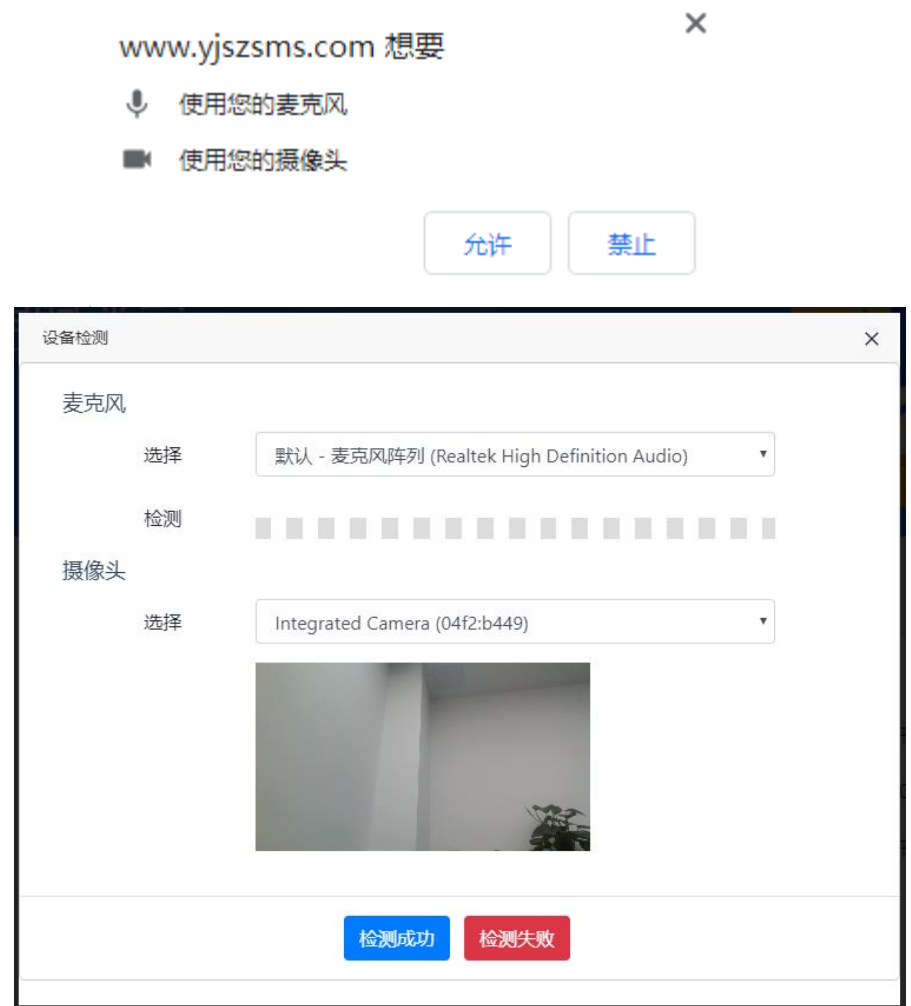 www.yjszsms.com 想要
使用您的麦克风
使用您的摄像头
允许 禁止
设备检测
麦克风
选择 默认 - 麦克风阵列 (Realtek High Definition Audio)
检测
摄像头
选择 Integrated Camera (04f2:b449)
检测成功 检测失败